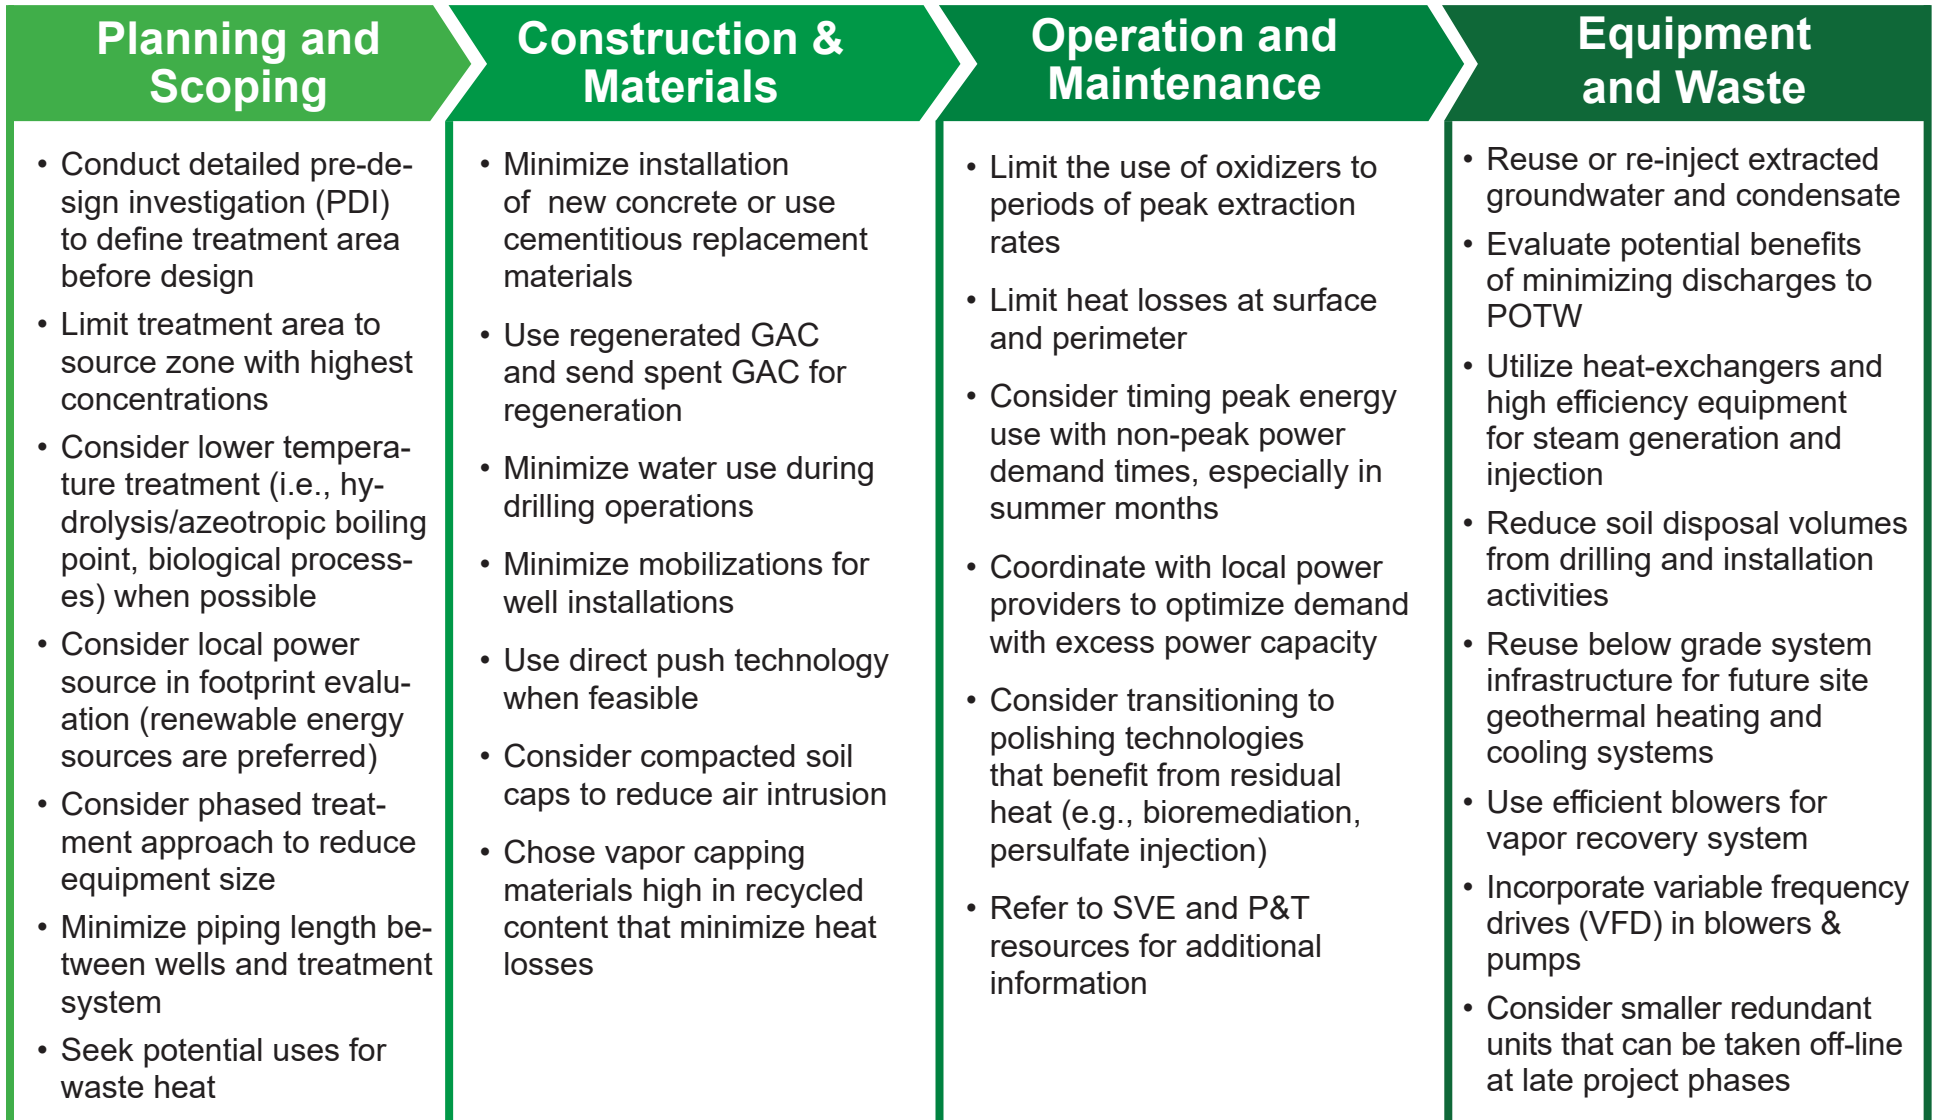 Planning and
Scoping
• Conduct detailed pre-de-
sign investigation (PDI)
to define treatment area
before design
• Limit treatment area to
source zone with highest
concentrations
• Consider lower tempera-
ture treatment (i.e., hy-
drolysis/azeotropic boiling
point, biological process-
es) when possible
• Consider local power
source in footprint evalu-
ation (renewable energy
sources are preferred)
• Consider phased treat-
ment approach to reduce
equipment size
• Minimize piping length be-
tween wells and treatment
system
• Seek potential uses for
waste heat
Construction &
Materials
• Minimize installation
of  new concrete or use
cementitious replacement
materials
• Use regenerated GAC
and send spent GAC for
regeneration
• Minimize water use during
drilling operations
• Minimize mobilizations for
well installations
• Use direct push technology
when feasible
• Consider compacted soil
caps to reduce air intrusion
• Chose vapor capping
materials high in recycled
content that minimize heat
losses
Operation and
Maintenance
• Limit the use of oxidizers to
periods of peak extraction
rates
• Limit heat losses at surface
and perimeter
• Consider timing peak energy
use with non-peak power
demand times, especially in
summer months
• Coordinate with local power
providers to optimize demand
with excess power capacity
• Consider transitioning to
polishing technologies
that benefit from residual
heat (e.g., bioremediation,
persulfate injection)
• Refer to SVE and P&T
resources for additional
information
Equipment
and Waste
• Reuse or re-inject extracted
groundwater and condensate
• Evaluate potential benefits
of minimizing discharges to
POTW
• Utilize heat-exchangers and
high efficiency equipment
for steam generation and
injection
• Reduce soil disposal volumes
from drilling and installation
activities
• Reuse below grade system
infrastructure for future site
geothermal heating and
cooling systems
• Use efficient blowers for
vapor recovery system
• Incorporate variable frequency
drives (VFD) in blowers &
pumps
• Consider smaller redundant
units that can be taken off-line
at late project phases